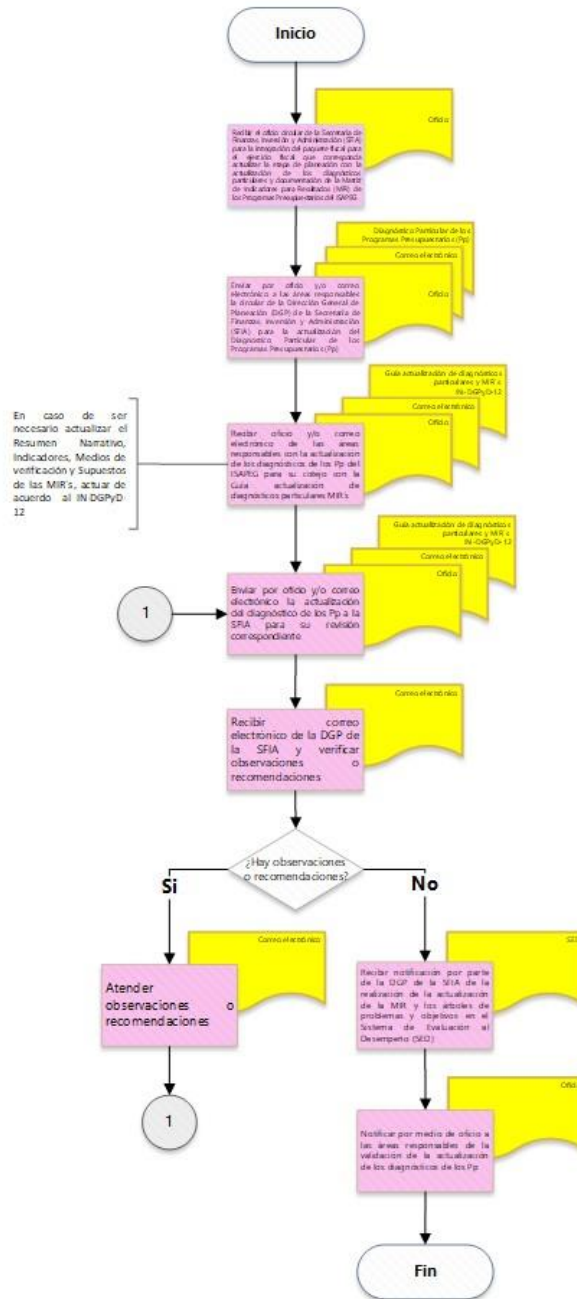 Inicio
Oficio
Recibir el oficio circular de la Secretaría de
Finanzas, Inversión y Administración (SFIA)
para la integración del paquete fiscal para
el ejercicio fiscal que corresponda
actualizar la etapa de planeación con la
actualización de los diagnósticos
particulares y documentación de la Matriz
de Indicadores para Resultados (MIR) de
los Programas Presupuestarios del ISAPEG
Diagnóstico Particular de los
Programas Presupuestarios (Pp)
Correo electrónico
Oficio
Enviar por oficio y/o correo
electrónico a las áreas responsables
la circular de la Dirección General de
Planeación (DGP) de la Secretaría de
Finanzas, Inversión y Administración
(SFIA) para la actualización del
Diagnóstico Particular de los
Programas Presupuestarios (Pp)
Guía actualización de diagnósticos
particulares y MIR´s
IN-DGPyD-12
Correo electrónico
Oficio
En caso de ser
necesario actualizar el
Resumen Narrativo,
Indicadores, Medios de
verificación y Supuestos
de las MIR´s, actuar de
acuerdo al IN-DGPyD-
12
Recibir oficio y/o correo
electrónico de las áreas
responsables con la actualización
de los diagnósticos de los Pp del
ISAPEG para su cotejo con la
Guía actualización de
diagnósticos particulares MIR´s
Guía actualización de diagnósticos
particulares y MIR´s
IN-DGPyD-12
Correo electrónico
Oficio
1
Enviar por oficio y/o correo
electrónico la actualización
del diagnóstico de los Pp a la
SFIA para su revisión
correspondiente
Correo electrónico
Recibir correo
electrónico de la DGP de
la SFIA y verificar
observaciones o
recomendaciones
¿Hay observaciones
o recomendaciones?
Si
No
Correo electrónico
Atender
observaciones o
recomendaciones
1
Recibir notificación por parte
de la DGP de la SFIA de la
realización de la actualización
de la MIR y los árboles de
problemas y objetivos en el
Sistema de Evaluación al
Desempeño (SED)
Notificar por medio de oficio a
las áreas responsables de la
validación de la actualización
de los diagnósticos de los Pp
Fin